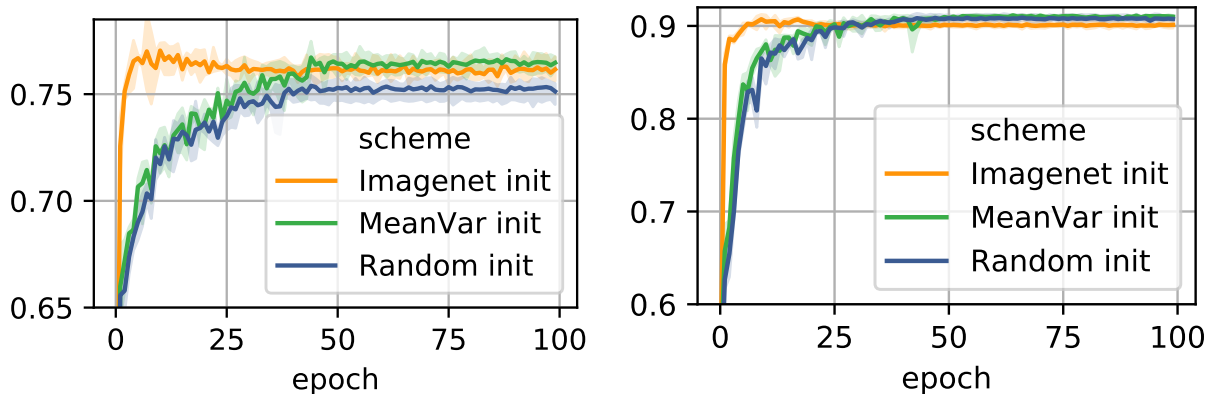 0.75
0.70
0.65
0
25
50
75
100
epoch
scheme
Imagenet init
MeanVar init
Random init
0.9
0.8
0.7
0.6
0
25
50
75
100
epoch
scheme
Imagenet init
MeanVar init
Random init